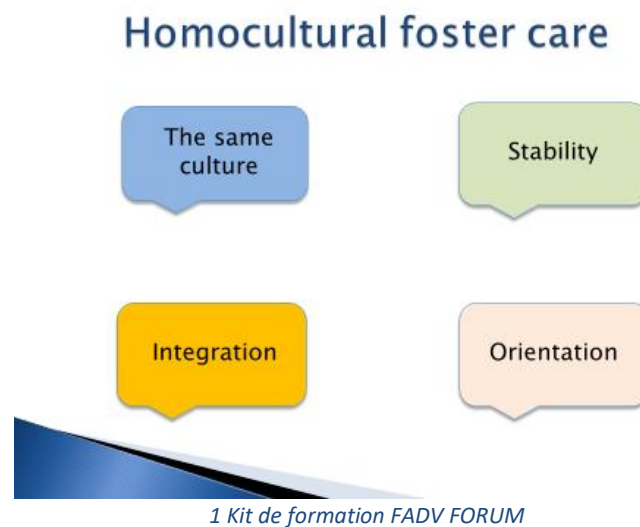 Homocultural foster care
The same
culture
Stability
Integration
Orientation
1 Kit de formation FADV FORUM